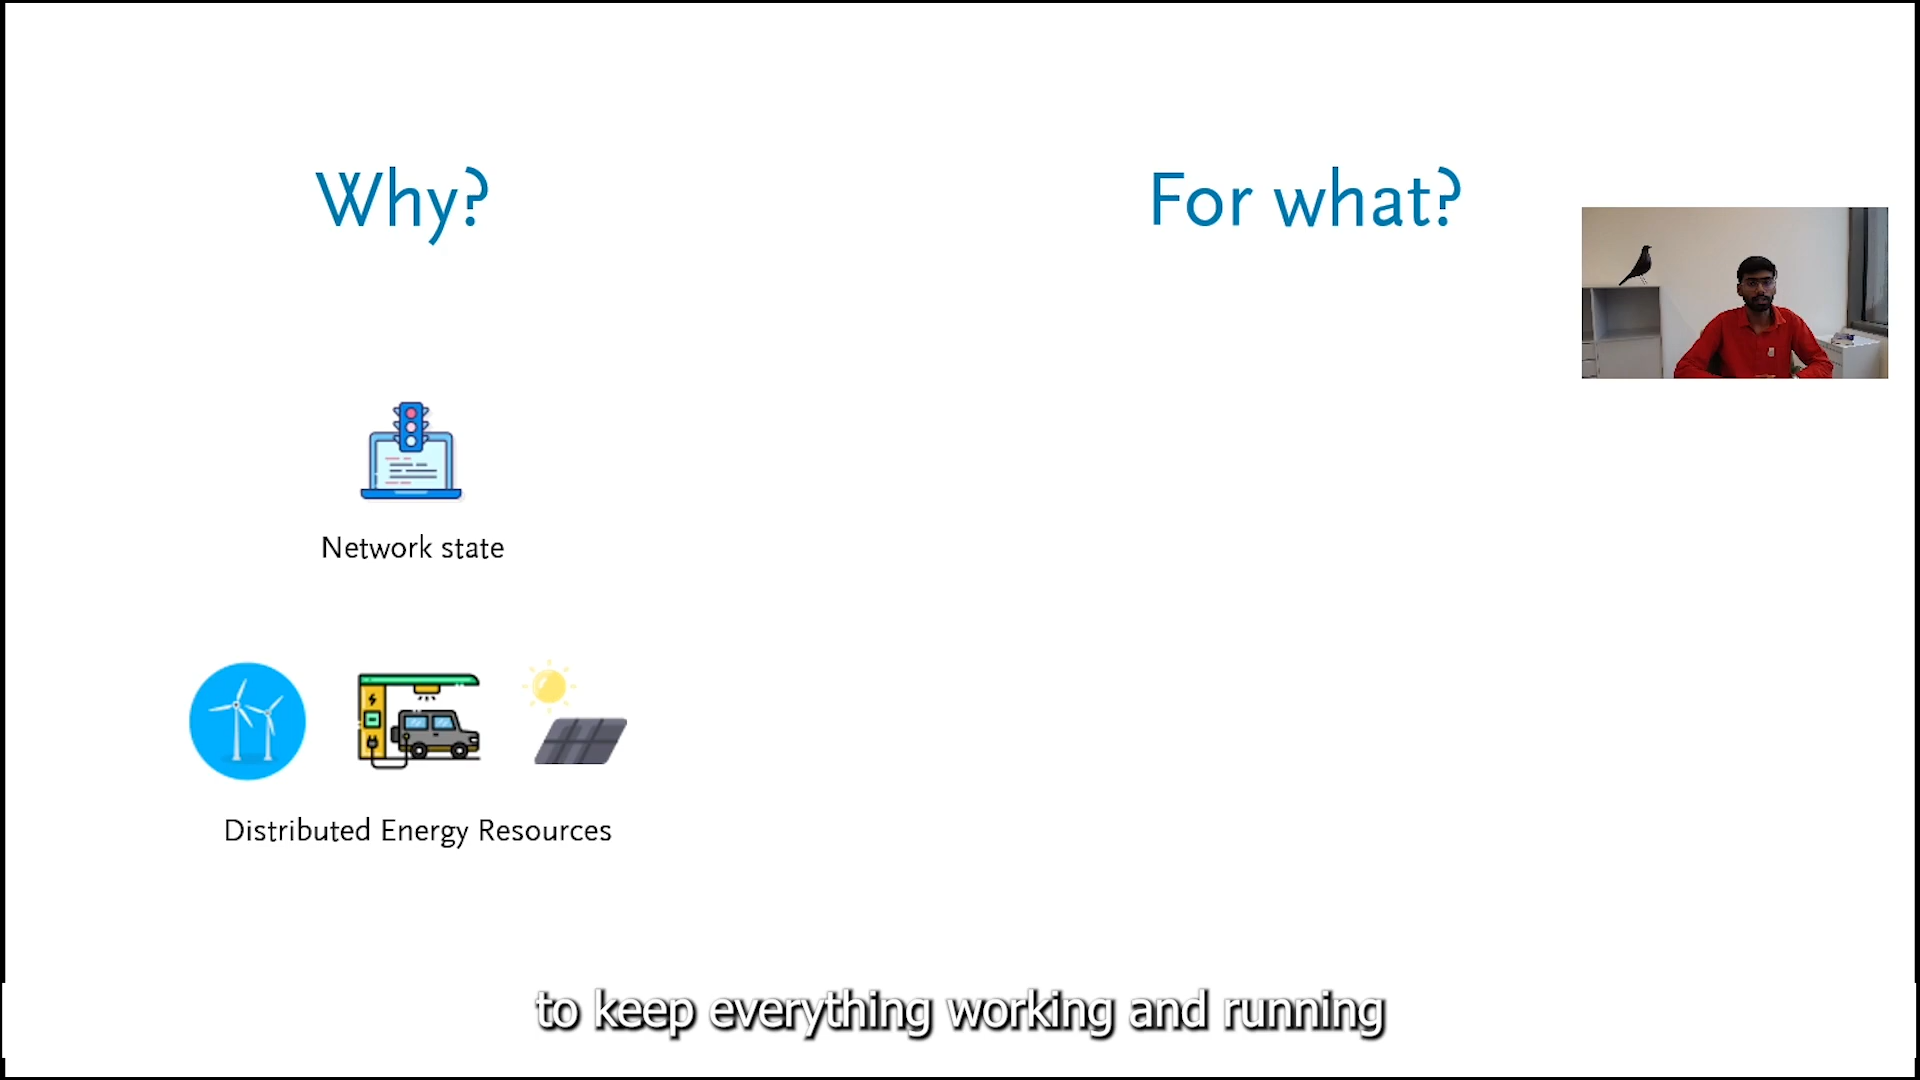 Why?
For what?
Network state
Distributed Energy Resources
to keep everything working and running